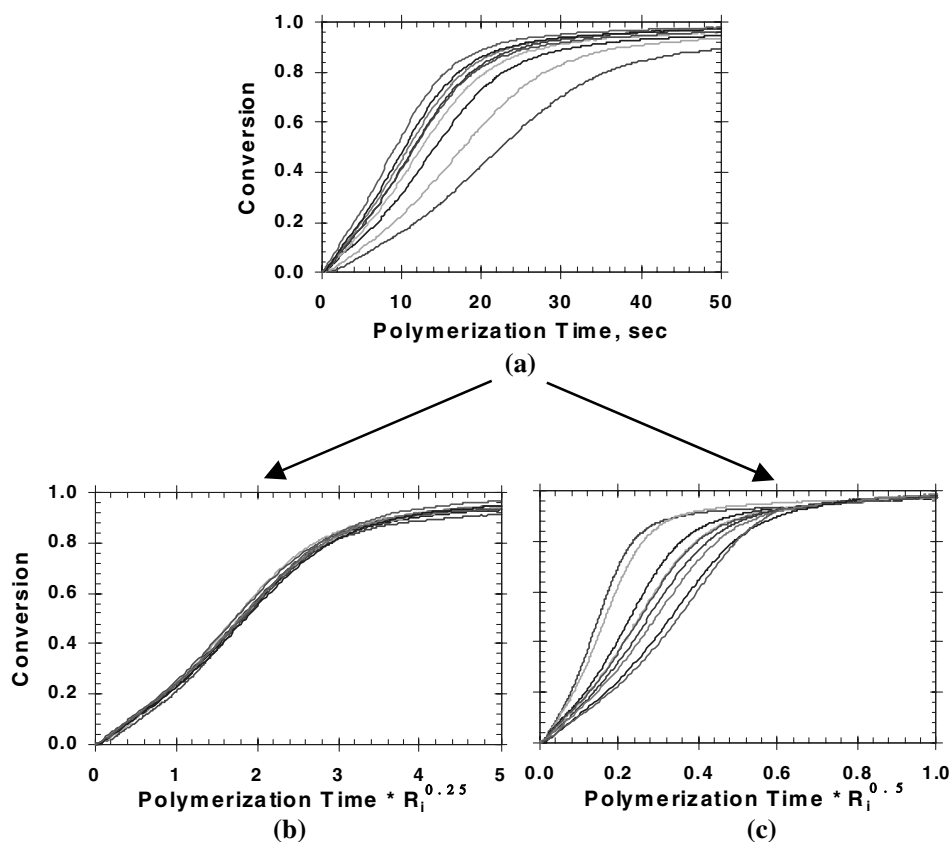 1.0
0.8
0.6
0.4
0.2
0.0
Conversion
0 10 20 30 40 50
Polymerization Time, sec
(a)
1.0
0.8
0.6
0.4
0.2
0.0
Conversion
0 1 2 3 4 5
Polymerization Time * R_i^0.25
(b)
0.0 0.2 0.4 0.6 0.8 1.0
Polymerization Time * R_i^0.5
(c)